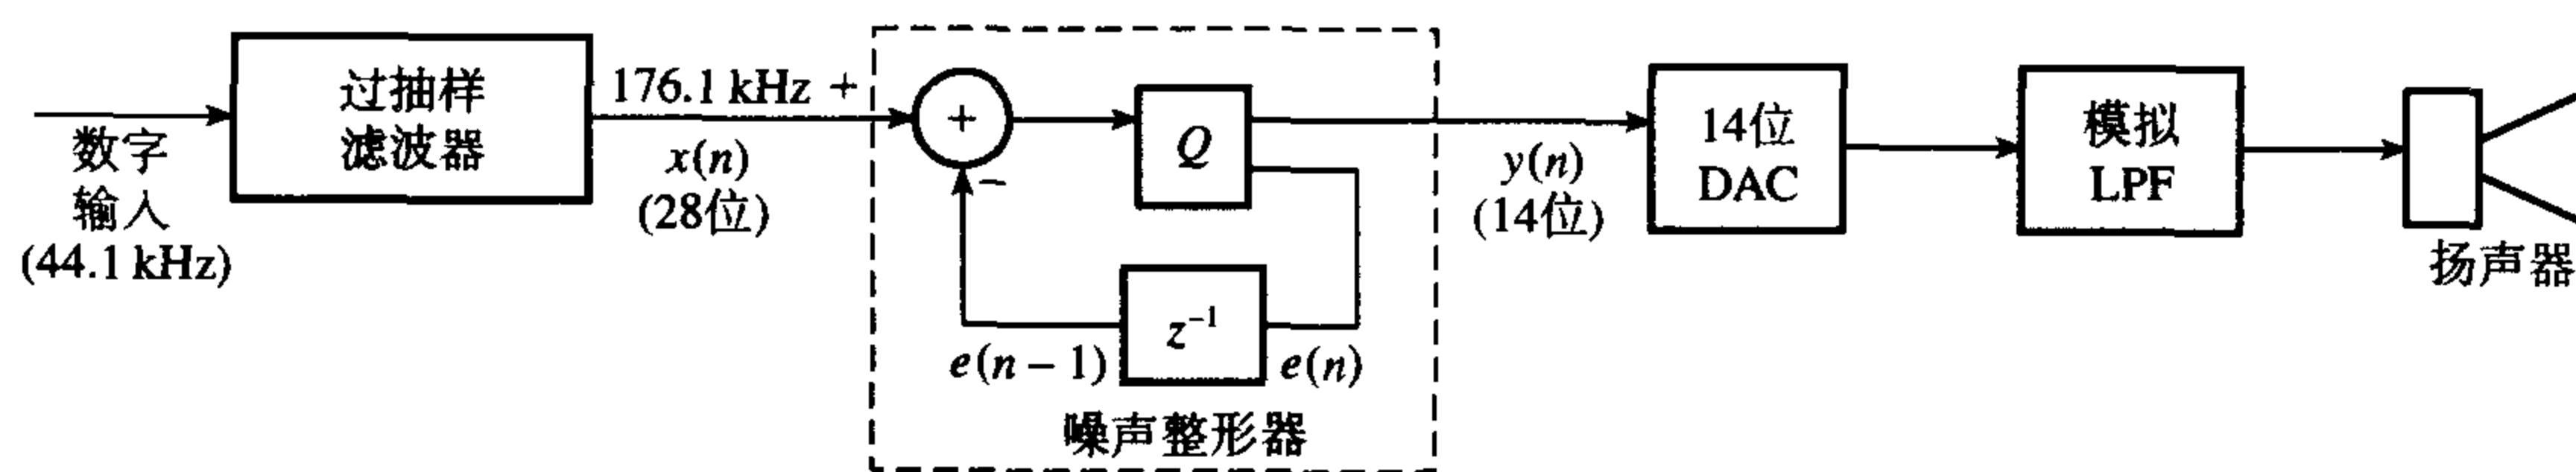 数字
输入
(44.1 kHz)
过抽样
滤波器
176.1 kHz +
x(n)
(28位)
+
−
Q
z⁻¹
e(n − 1)
e(n)
噪声整形器
y(n)
(14位)
14位
DAC
模拟
LPF
扬声器